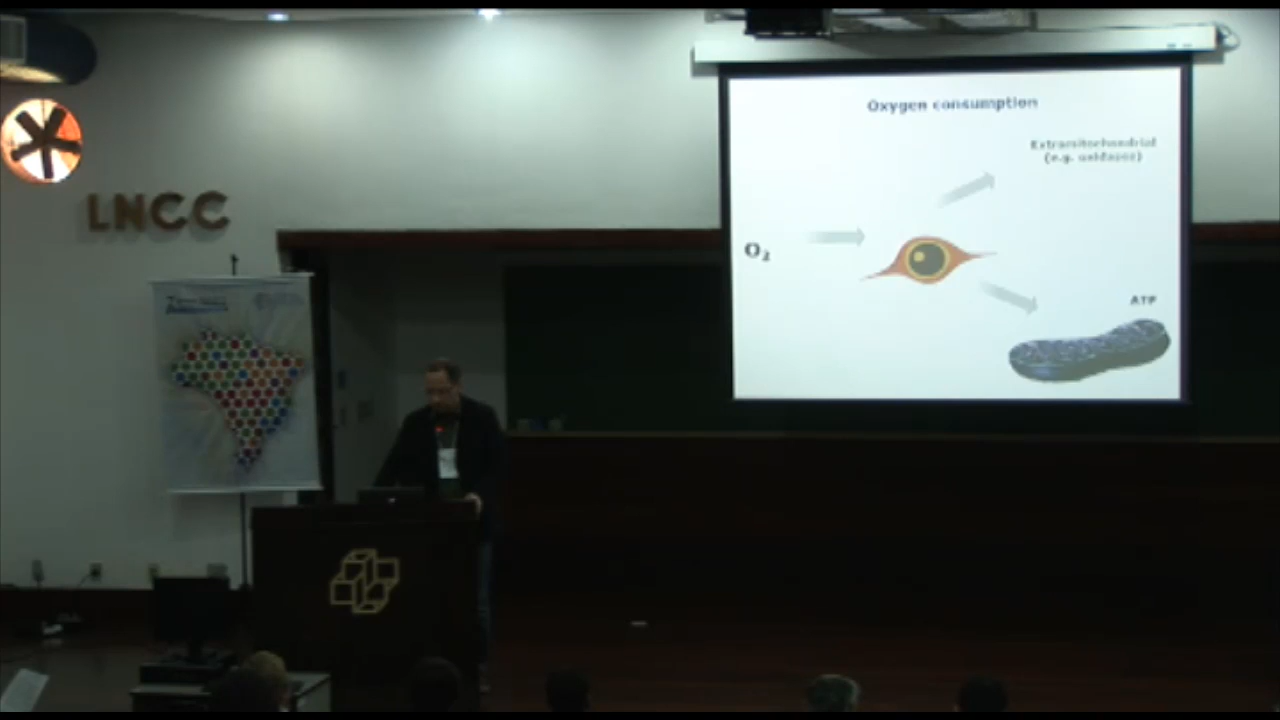 LNCC
Oxygen consumption
Extramitochondrial
(e.g. oxidases)
O₂
ATP